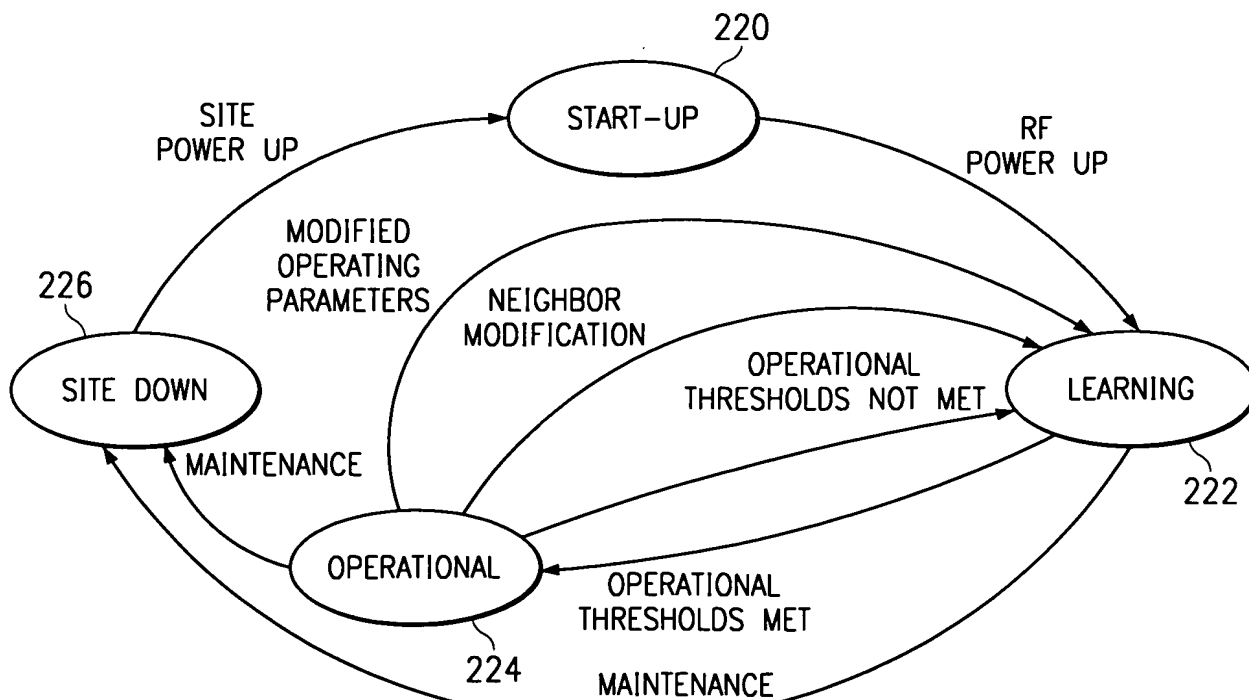 220
START-UP
SITE
POWER UP
RF
POWER UP
MODIFIED
OPERATING
PARAMETERS
NEIGHBOR
MODIFICATION
226
SITE DOWN
OPERATIONAL
THRESHOLDS NOT MET
LEARNING
222
MAINTENANCE
OPERATIONAL
224
OPERATIONAL
THRESHOLDS MET
MAINTENANCE